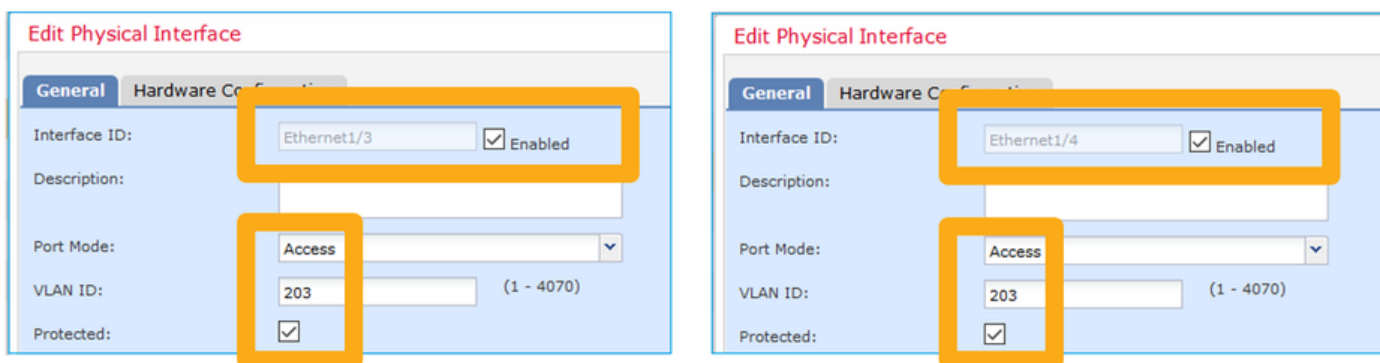 Edit Physical Interface
General Hardware
Interface ID: Ethernet1/3 Enabled
Description:
Port Mode: Access
VLAN ID: 203 (1 - 4070)
Protected:
Edit Physical Interface
General Hardware
Interface ID: Ethernet1/4 Enabled
Description:
Port Mode: Access
VLAN ID: 203 (1 - 4070)
Protected: